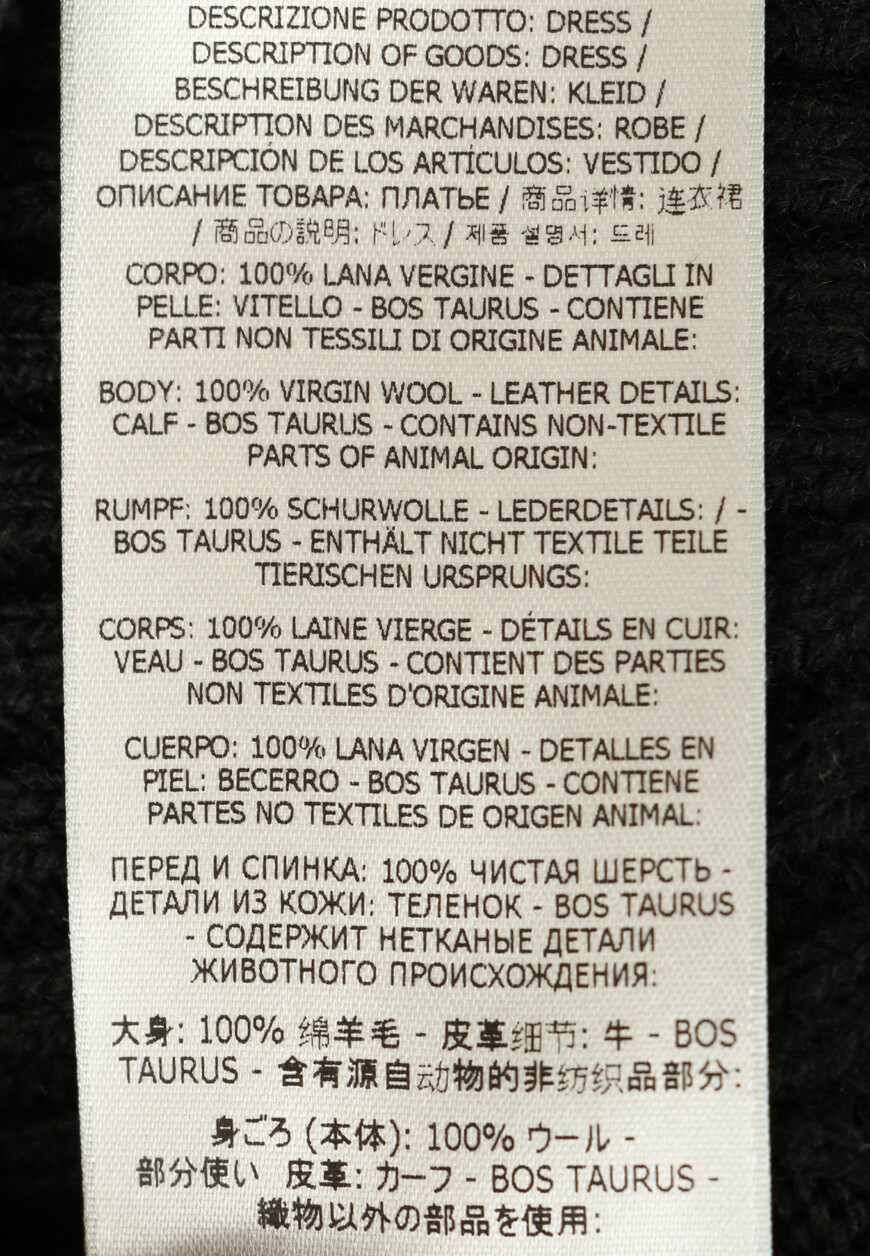 DESCRIZIONE PRODOTTO: DRESS /
DESCRIPTION OF GOODS: DRESS /
BESCHREIBUNG DER WAREN: KLEID /
DESCRIPTION DES MARCHANDISES: ROBE /
DESCRIPCIÓN DE LOS ARTÍCULOS: VESTIDO /
ОПИСАНИЕ ТОВАРА: ПЛАТЬЕ / 商品详情: 连衣裙
/ 商品の説明: ドレス / 제품 설명서: 드레
CORPO: 100% LANA VERGINE - DETTAGLI IN
PELLE: VITELLO - BOS TAURUS - CONTIENE
PARTI NON TESSILI DI ORIGINE ANIMALE:
BODY: 100% VIRGIN WOOL - LEATHER DETAILS:
CALF - BOS TAURUS - CONTAINS NON-TEXTILE
PARTS OF ANIMAL ORIGIN:
RUMPF: 100% SCHURWOLLE - LEDERDETAILS: / -
BOS TAURUS - ENTHÄLT NICHT TEXTILE TEILE
TIERISCHEN URSPRUNGS:
CORPS: 100% LAINE VIERGE - DÉTAILS EN CUIR:
VEAU - BOS TAURUS - CONTIENT DES PARTIES
NON TEXTILES D'ORIGINE ANIMALE:
CUERPO: 100% LANA VIRGEN - DETALLES EN
PIEL: BECERRO - BOS TAURUS - CONTIENE
PARTES NO TEXTILES DE ORIGEN ANIMAL:
ПЕРЕД И СПИНКА: 100% ЧИСТАЯ ШЕРСТЬ -
ДЕТАЛИ ИЗ КОЖИ: ТЕЛЕНОК - BOS TAURUS
- СОДЕРЖИТ НЕТКАНЫЕ ДЕТАЛИ
ЖИВОТНОГО ПРОИСХОЖДЕНИЯ:
大身: 100% 绵羊毛 - 皮革细节: 牛 - BOS
TAURUS - 含有源自动物的非纺织品部分:
身ごろ (本体): 100% ウール -
部分使い 皮革: カーフ - BOS TAURUS -
織物以外の部品を使用: